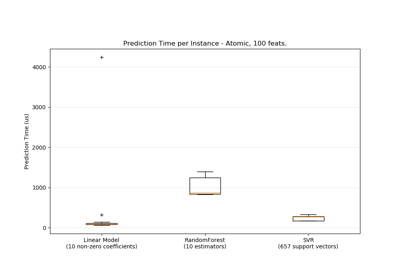 Prediction Time per Instance - Atomic, 100 feats.
Prediction Time (us)
4000
3000
2000
1000
0
Linear Model
(10 non-zero coefficients)
RandomForest
(10 estimators)
SVR
(657 support vectors)